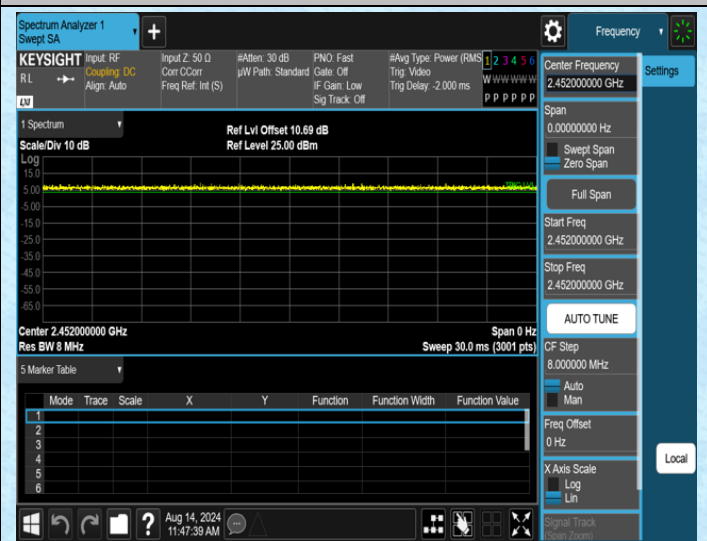 Spectrum Analyzer 1
Swept SA
+
Frequency
KEYSIGHT
RL
LXI
Input: RF
Coupling: DC
Align: Auto
Input Z: 50 Ω
Corr CCorr
Freq Ref: Int (S)
#Atten: 30 dB
µW Path: Standard
PNO: Fast
Gate: Off
IF Gain: Low
Sig Track: Off
#Avg Type: Power (RMS
Trig: Video
Trig Delay: -2.000 ms
1 2 3 4 5 6
W W W W W W
P P P P P P
1 Spectrum
Scale/Div 10 dB
Ref Lvl Offset 10.69 dB
Ref Level 25.00 dBm
Log
15.0
5.00
-5.00
-15.0
-25.0
-35.0
-45.0
-55.0
-65.0
TRIG LVL
Center 2.452000000 GHz
Span 0 Hz
Res BW 8 MHz
Sweep 30.0 ms (3001 pts)
5 Marker Table
Mode Trace Scale X Y Function Function Width Function Value
1
2
3
4
5
6
Aug 14, 2024
11:47:39 AM
?
Center Frequency
2.452000000 GHz
Settings
Span
0.00000000 Hz
Swept Span
Zero Span
Full Span
Start Freq
2.452000000 GHz
Stop Freq
2.452000000 GHz
AUTO TUNE
CF Step
8.000000 MHz
Auto
Man
Freq Offset
0 Hz
X Axis Scale
Log
Lin
Local
Signal Track
(Span Zoom)